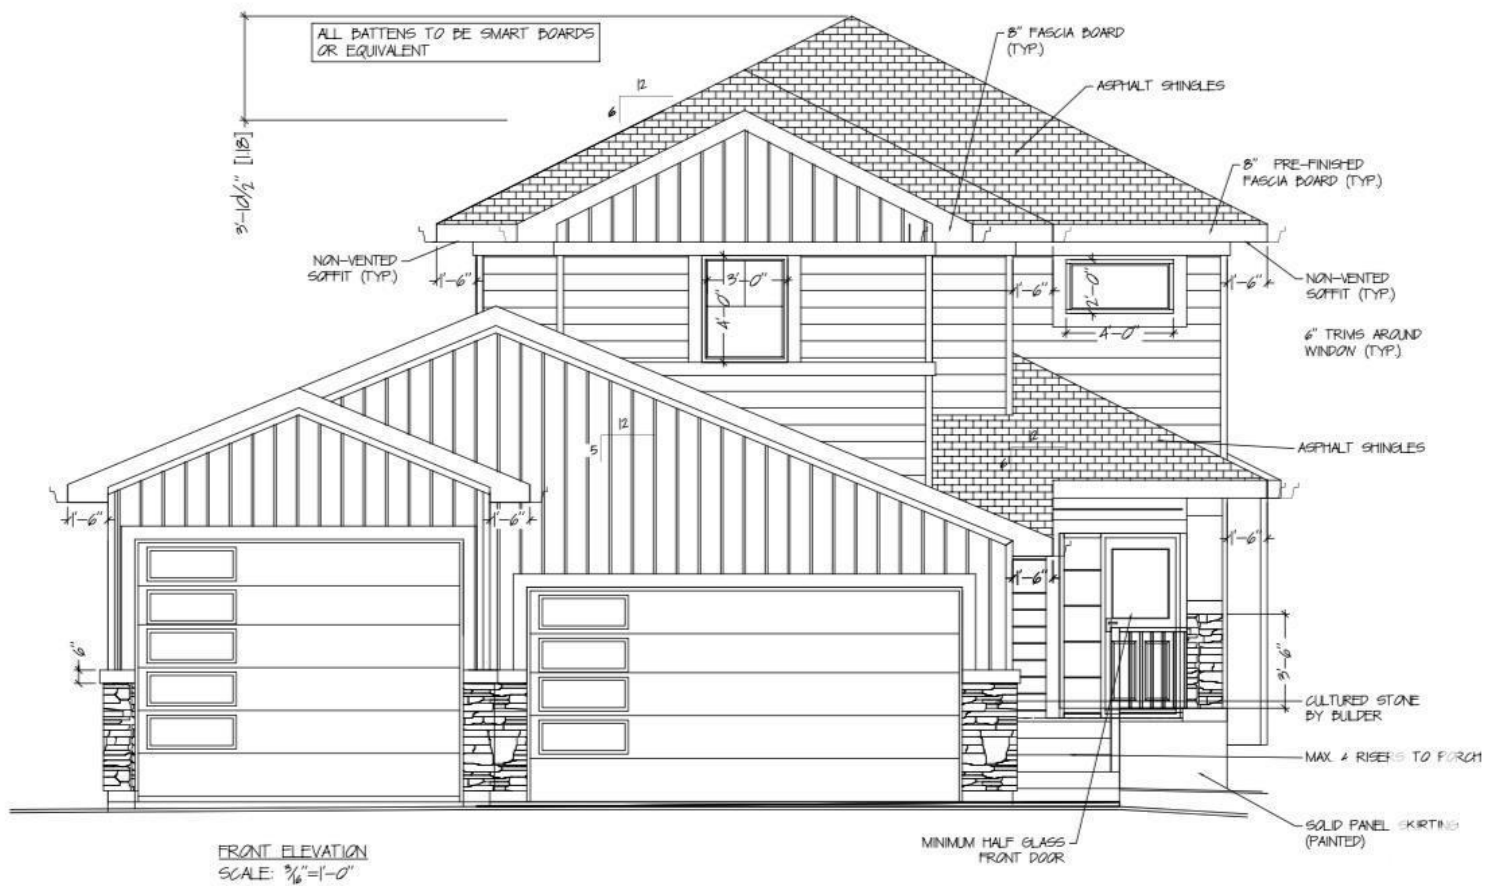 ALL BATTENS TO BE SMART BOARDS
OR EQUIVALENT
8" FASCIA BOARD
(TYP.)
ASPHALT SHINGLES
12
6
3'-10½" [1.18]
8" PRE-FINISHED
FASCIA BOARD (TYP.)
NON-VENTED
SOFFIT (TYP.)
1'-6"
3'-0"
4'-0"
1'-6"
2'-0"
4'-0"
1'-6"
NON-VENTED
SOFFIT (TYP.)
6" TRIMS AROUND
WINDOW (TYP.)
12
5
12
6
ASPHALT SHINGLES
1'-6"
1'-6"
1'-6"
1'-6"
6"
3'-6"
CULTURED STONE
BY BUILDER
MAX. 4 RISERS TO PORCH
SOLID PANEL SKIRTING
(PAINTED)
MINIMUM HALF GLASS
FRONT DOOR
FRONT ELEVATION
SCALE: 3/16"=1'-0"